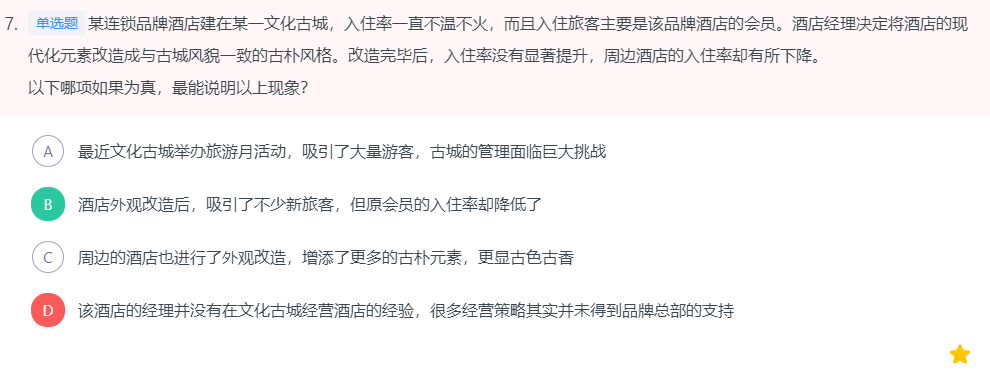 7. 单选题 某连锁品牌酒店建在某一文化古城，入住率一直不温不火，而且入住旅客主要是该品牌酒店的会员。酒店经理决定将酒店的现
代化元素改造成与古城风貌一致的古朴风格。改造完毕后，入住率没有显著提升，周边酒店的入住率却有所下降。
以下哪项如果为真，最能说明以上现象？
A 最近文化古城举办旅游月活动，吸引了大量游客，古城的管理面临巨大挑战
B 酒店外观改造后，吸引了不少新旅客，但原会员的入住率却降低了
C 周边的酒店也进行了外观改造，增添了更多的古朴元素，更显古色古香
D 该酒店的经理并没有在文化古城经营酒店的经验，很多经营策略其实并未得到品牌总部的支持